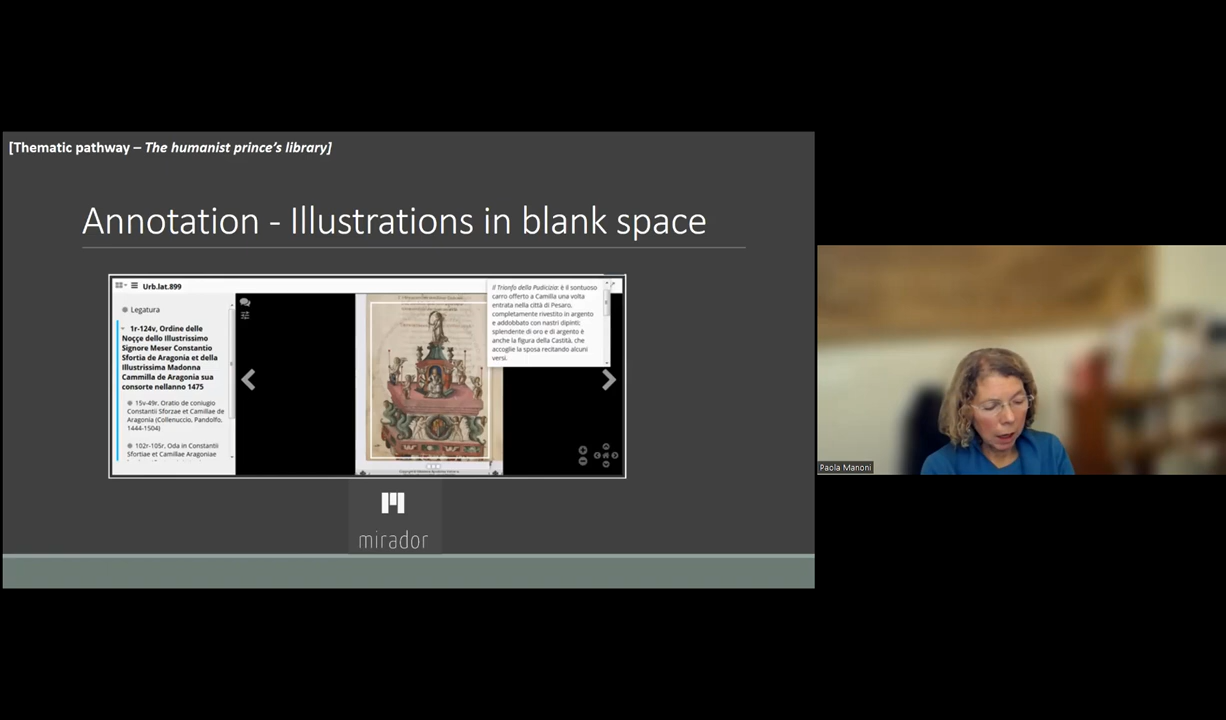 [Thematic pathway – The humanist prince's library]
Annotation - Illustrations in blank space
Urb.lat.899
Legatura
1r-124v, Ordine delle
Noççe dello Illustrissimo
Signore Meser Constantio
Sfortia de Aragonia et della
Illustrissima Madonna
Cammilla de Aragonia sua
consorte nellanno 1475
15v-49r, Oratio de coniugio
Constantii Sforzae et Camillae de
Aragonia (Collenuccio, Pandolfo,
1444-1504)
102r-105r, Oda in Constantii
Sfortiae et Camillae Aragoniae
Il Trionfo della Pudicizia: è il sontuoso
carro offerto a Camilla una volta
entrata nella città di Pesaro,
completamente rivestito in argento
e addobbato con nastri dipinti;
splendente di oro e di argento è
anche la figura della Castità, che
accoglie la sposa recitando alcuni
versi.
mirador
Paola Manoni